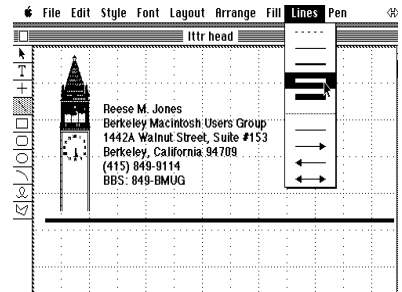 File Edit Style Font Layout Arrange Fill Lines Pen
lttr head
T
Reese M. Jones
Berkeley Macintosh Users Group
1442A Walnut Street, Suite #153
Berkeley, California 94709
(415) 849-9114
BBS: 849-BMUG